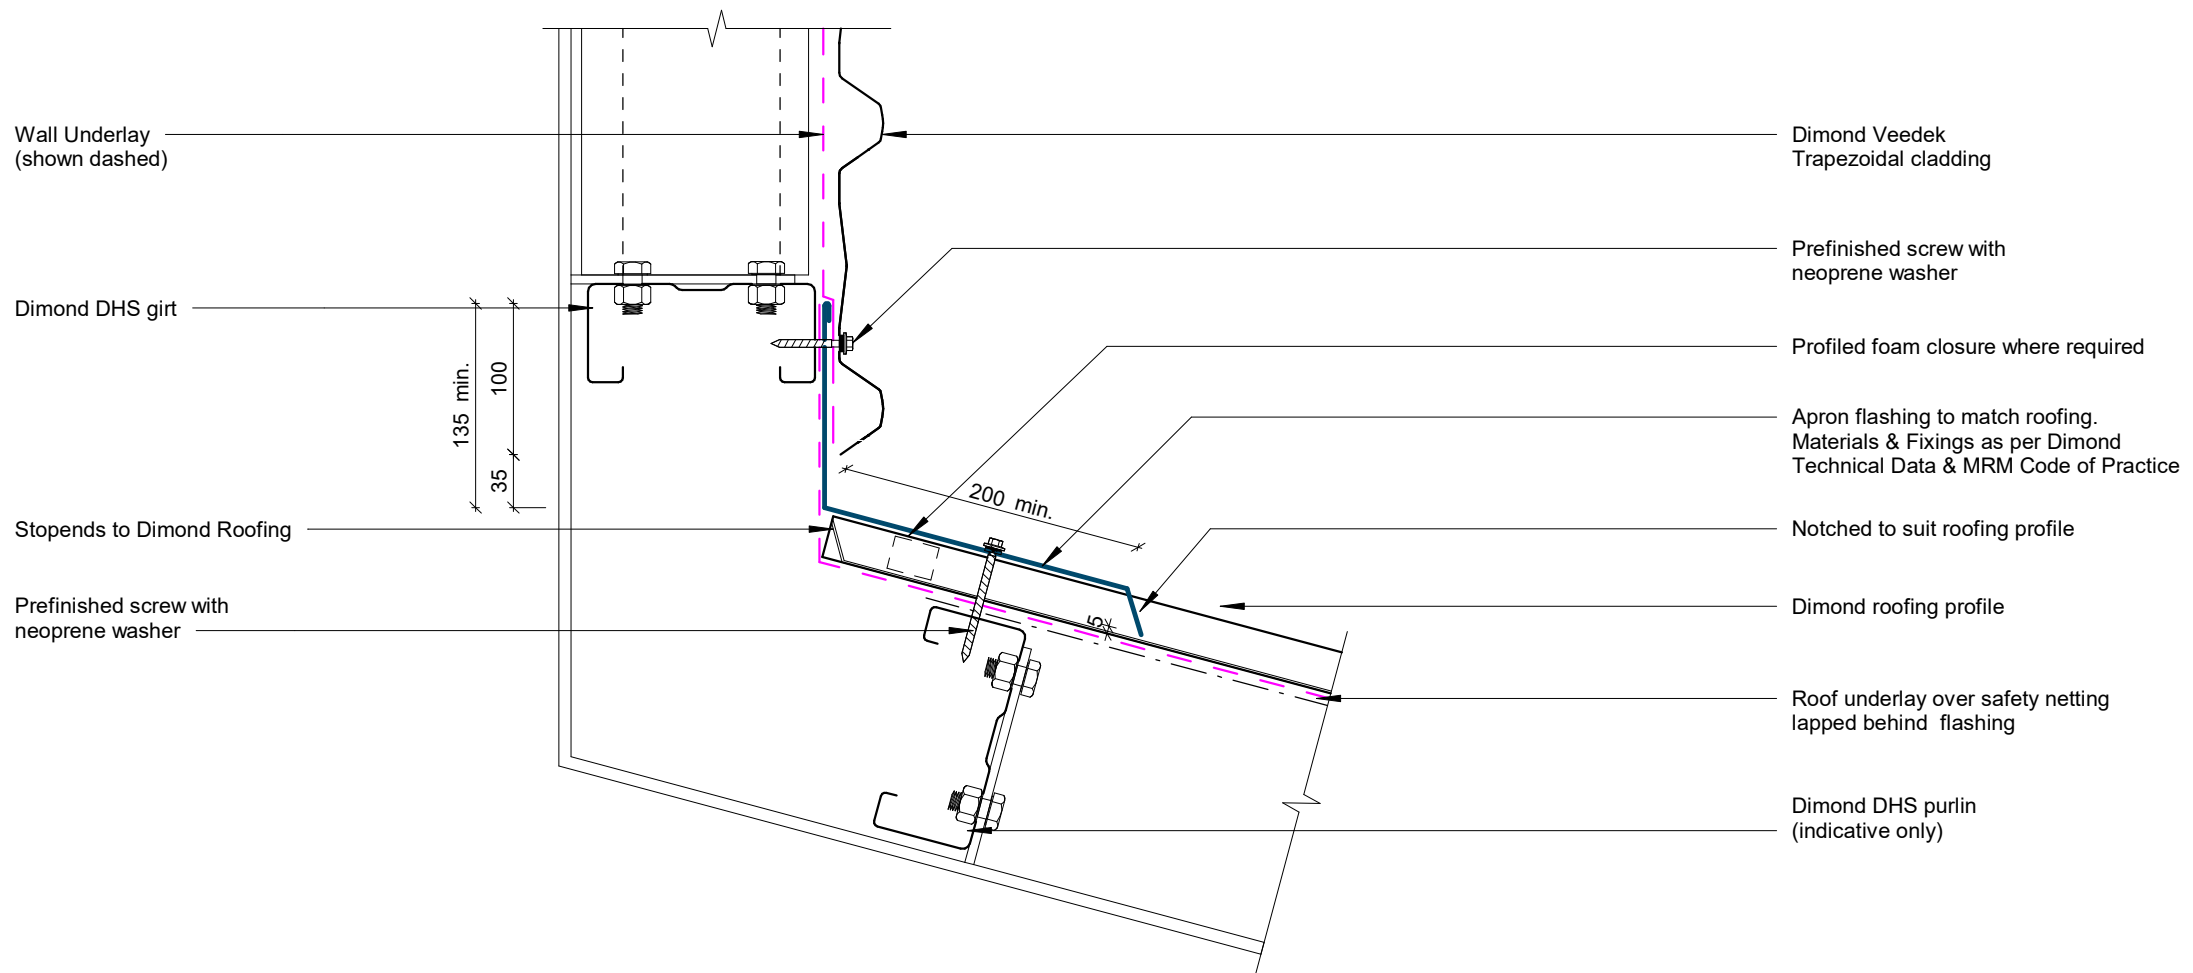 Wall Underlay
(shown dashed)
Dimond DHS girt
135 min.
100
35
Stopends to Dimond Roofing
Prefinished screw with
neoprene washer
200 min.
5
Dimond Veedek
Trapezoidal cladding
Prefinished screw with
neoprene washer
Profiled foam closure where required
Apron flashing to match roofing.
Materials & Fixings as per Dimond
Technical Data & MRM Code of Practice
Notched to suit roofing profile
Dimond roofing profile
Roof underlay over safety netting
lapped behind flashing
Dimond DHS purlin
(indicative only)